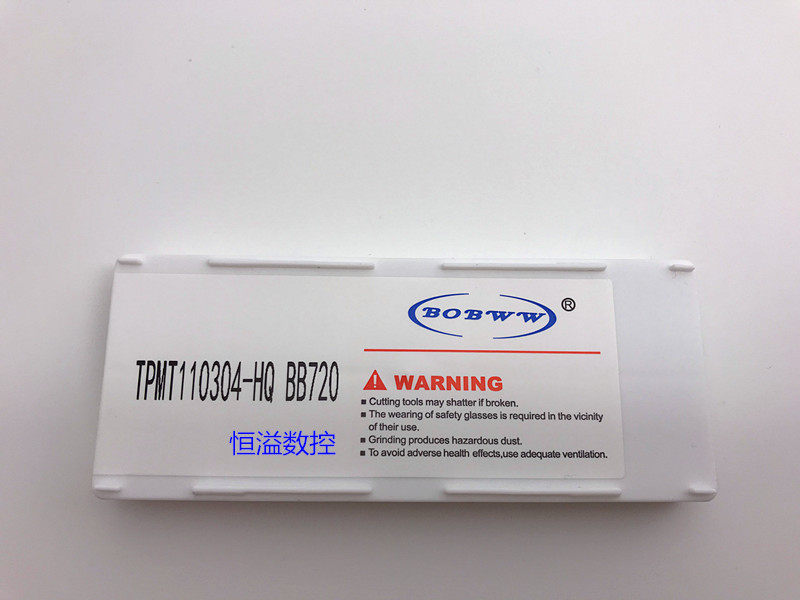 BOBWW®
TPMT110304-HQ BB720
恒溢数控
WARNING
■ Cutting tools may shatter if broken.
■ The wearing of safety glasses is required in the vicinity
of their use.
■ Grinding produces hazardous dust.
■ To avoid adverse health effects,use adequate ventilation.